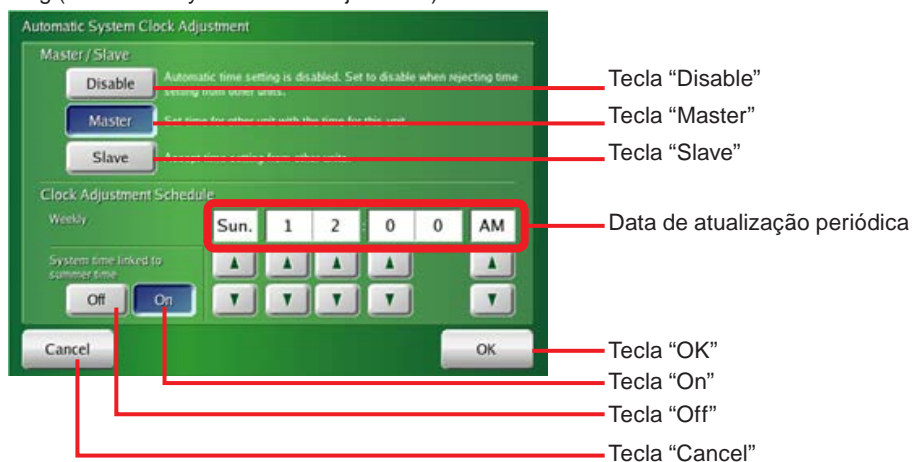 Automatic System Clock Adjustment
Master / Slave
Disable
Automatic time setting is disabled. Set to disable when rejecting time
setting from other units.
Tecla “Disable”
Master
Set time for other unit with the time for this unit.
Tecla “Master”
Slave
Accept time setting from other units.
Tecla “Slave”
Clock Adjustment Schedule
Weekly
Sun. 1 2 : 0 0 AM
Data de atualização periódica
System time linked to
summer time
Off On
Cancel
OK
Tecla “OK”
Tecla “On”
Tecla “Off”
Tecla “Cancel”